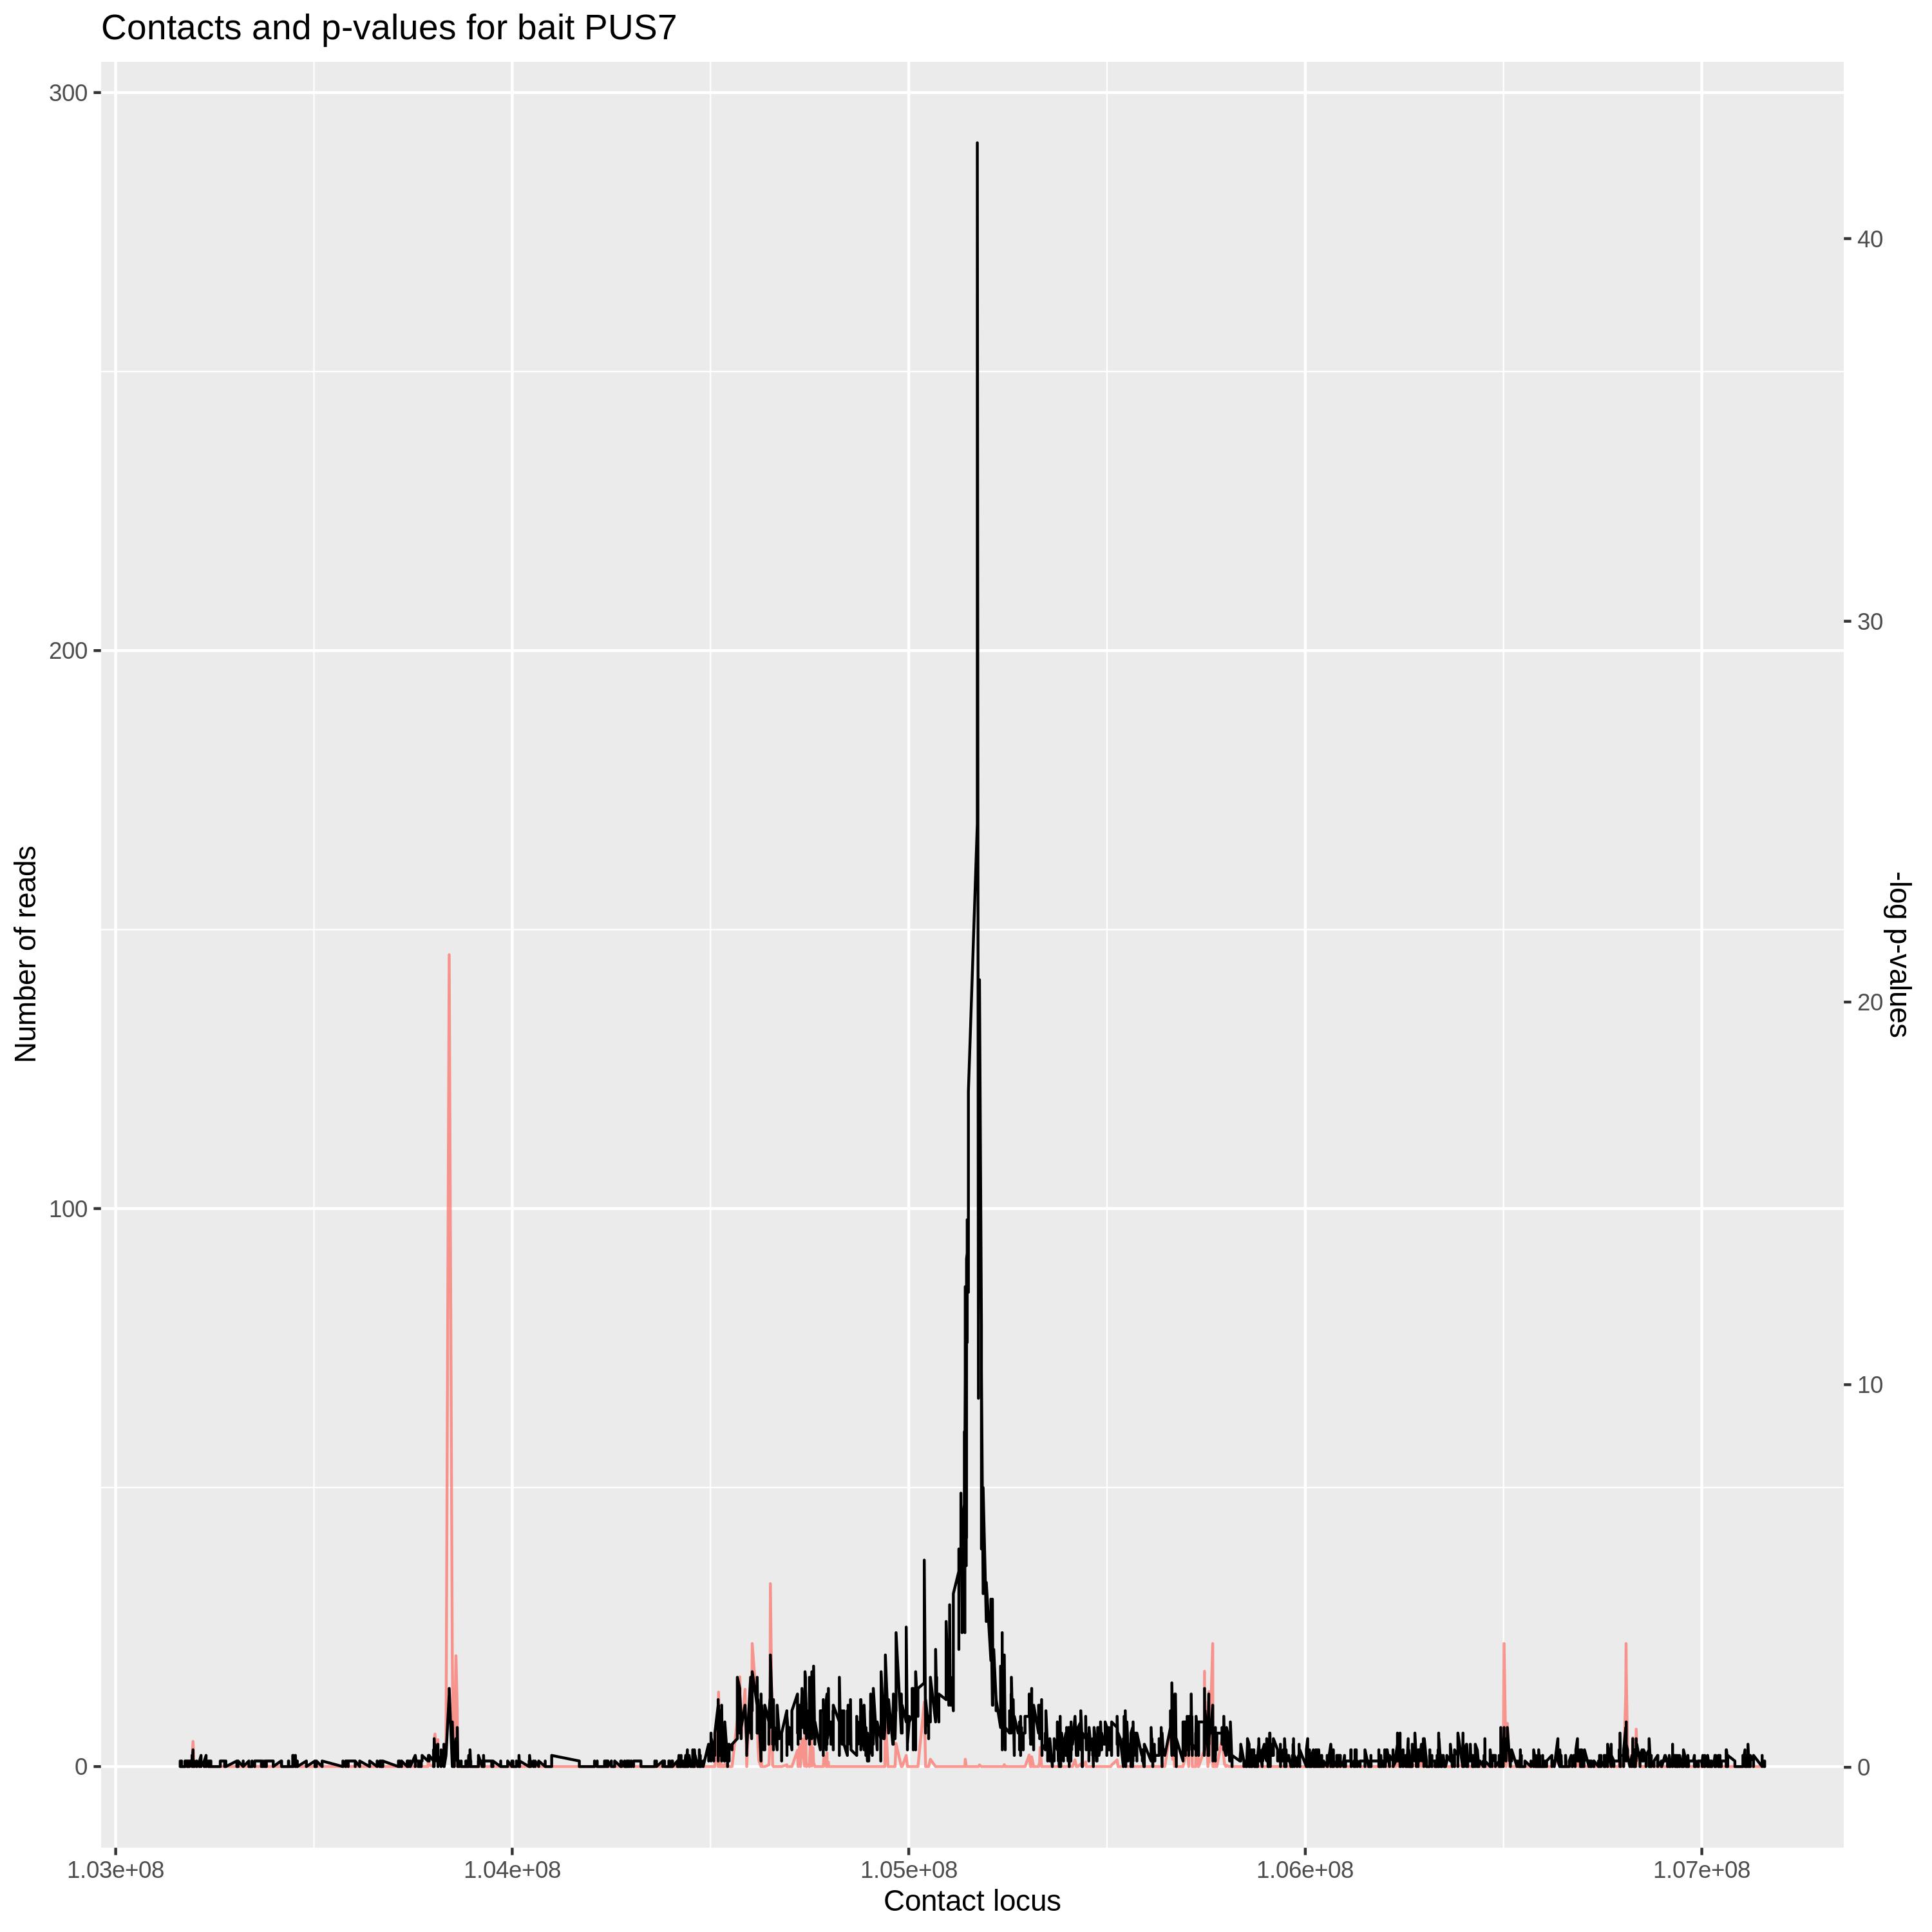 Contacts and p-values for bait PUS7
300
200
100
0
Number of reads
40
30
20
10
0
-log p-values
1.03e+08
1.04e+08
1.05e+08
1.06e+08
1.07e+08
Contact locus